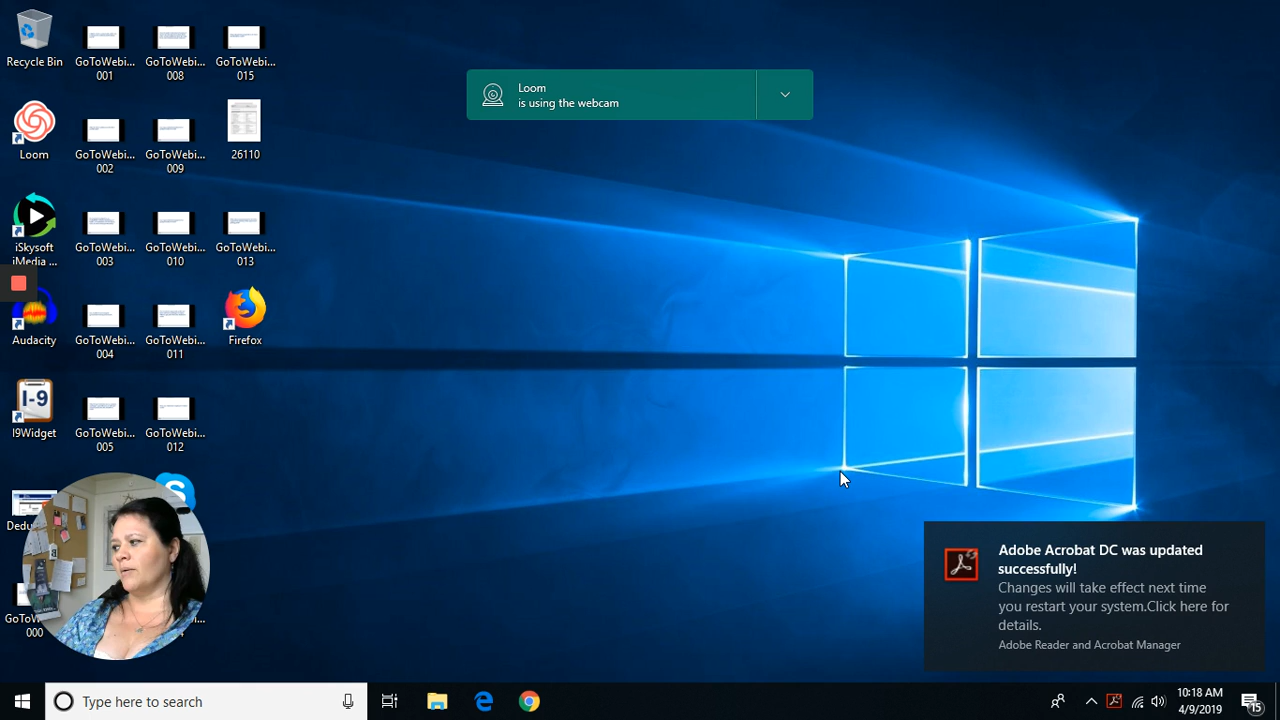 Recycle Bin
GoToWebi...
001
GoToWebi...
008
GoToWebi...
015
Loom
GoToWebi...
002
GoToWebi...
009
26110
iSkysoft
iMedia ...
GoToWebi...
003
GoToWebi...
010
GoToWebi...
013
Audacity
GoToWebi...
004
GoToWebi...
011
Firefox
I-9
I9Widget
GoToWebi...
005
GoToWebi...
012
000
Loom
is using the webcam
Adobe Acrobat DC was updated
successfully!
Changes will take effect next time
you restart your system.Click here for
details.
Adobe Reader and Acrobat Manager
Type here to search
10:18 AM
4/9/2019
15